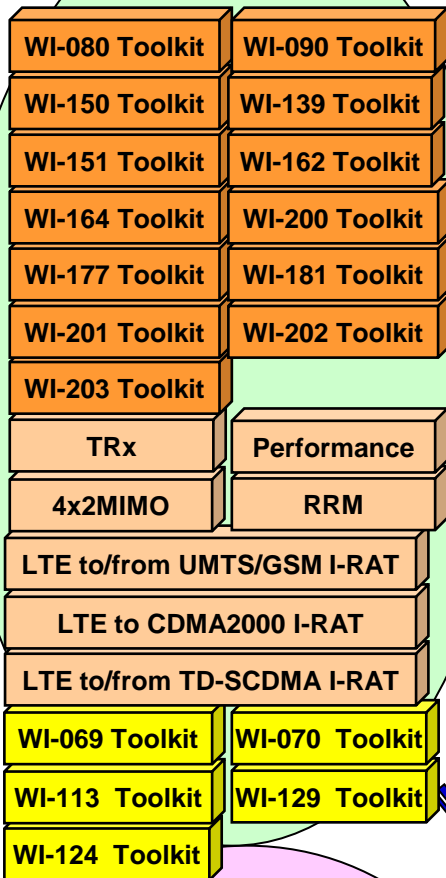 WI-080 Toolkit WI-090 Toolkit
WI-150 Toolkit WI-139 Toolkit
WI-151 Toolkit WI-162 Toolkit
WI-164 Toolkit WI-200 Toolkit
WI-177 Toolkit WI-181 Toolkit
WI-201 Toolkit WI-202 Toolkit
WI-203 Toolkit
TRx Performance
4x2MIMO RRM
LTE to/from UMTS/GSM I-RAT
LTE to CDMA2000 I-RAT
LTE to/from TD-SCDMA I-RAT
WI-069 Toolkit WI-070 Toolkit
WI-113 Toolkit WI-129 Toolkit
WI-124 Toolkit